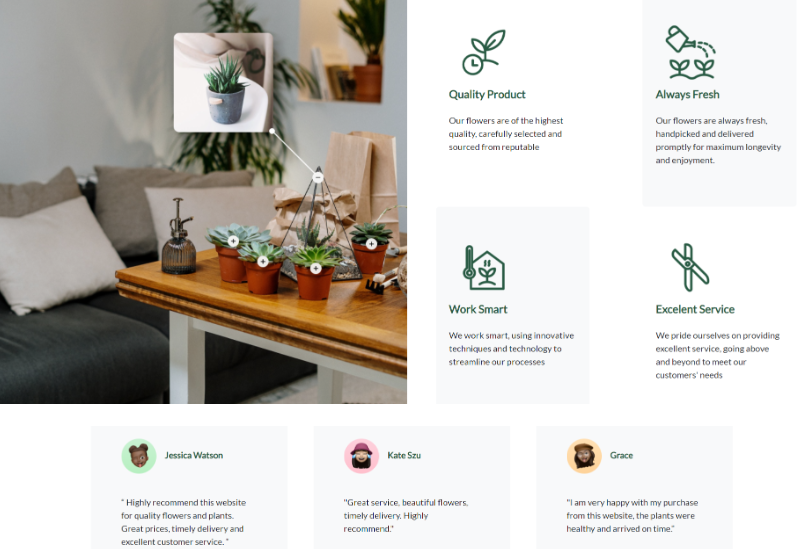 Quality Product
Our flowers are of the highest
quality, carefully selected and
sourced from reputable
Always Fresh
Our flowers are always fresh,
handpicked and delivered
promptly for maximum longevity
and enjoyment.
Work Smart
We work smart, using innovative
techniques and technology to
streamline our processes
Excelent Service
We pride ourselves on providing
excellent service, going above
and beyond to meet our
customers' needs
Jessica Watson
" Highly recommend this website
for quality flowers and plants.
Great prices, timely delivery and
excellent customer service. "
Kate Szu
"Great service, beautiful flowers,
timely delivery. Highly
recommend."
Grace
"I am very happy with my purchase
from this website, the plants were
healthy and arrived on time."